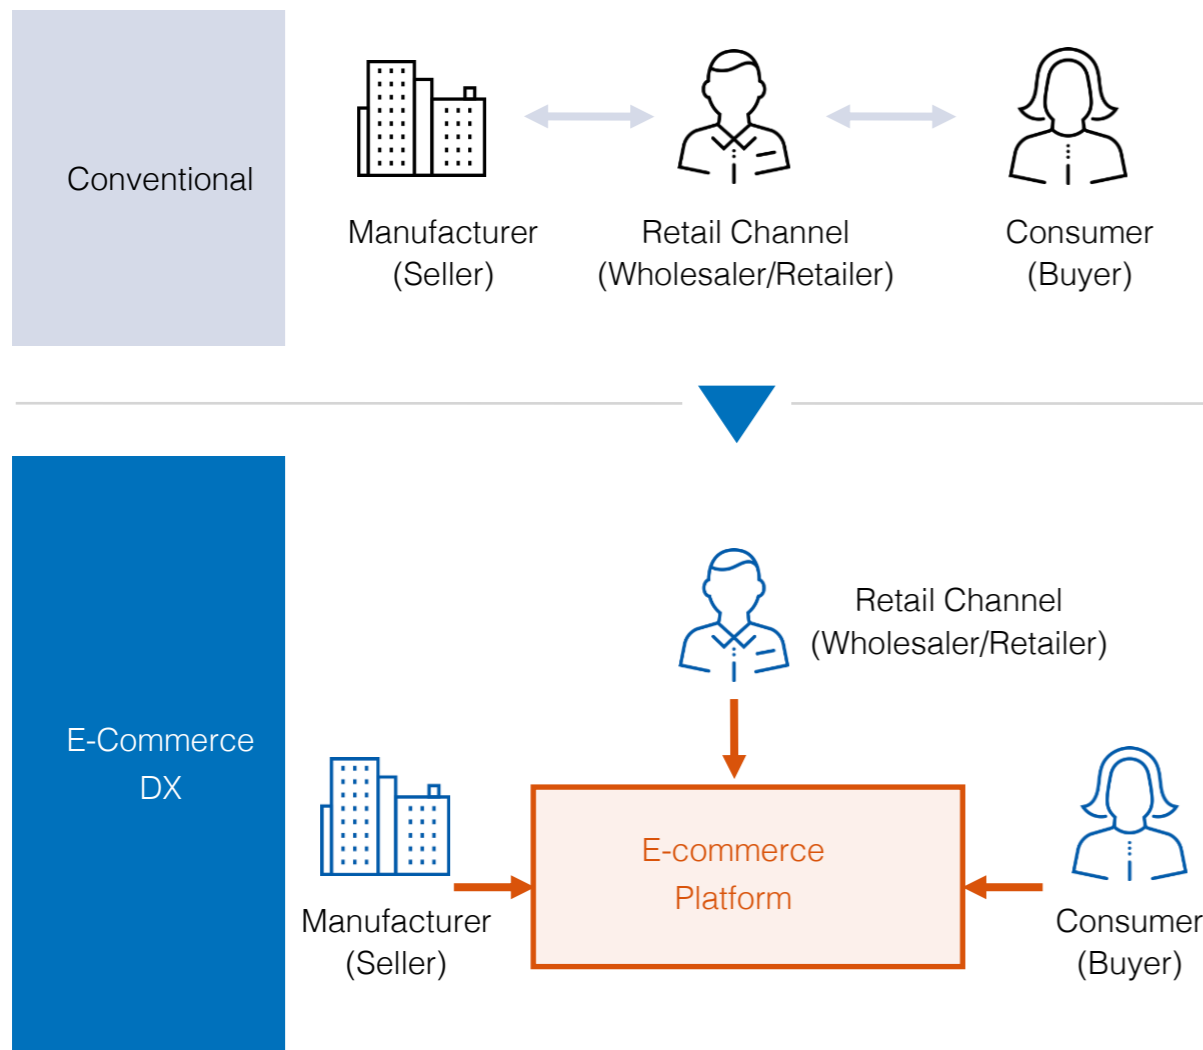 Conventional
Manufacturer
(Seller)
Retail Channel
(Wholesaler/Retailer)
Consumer
(Buyer)
E-Commerce
DX
Retail Channel
(Wholesaler/Retailer)
Manufacturer
(Seller)
E-commerce
Platform
Consumer
(Buyer)